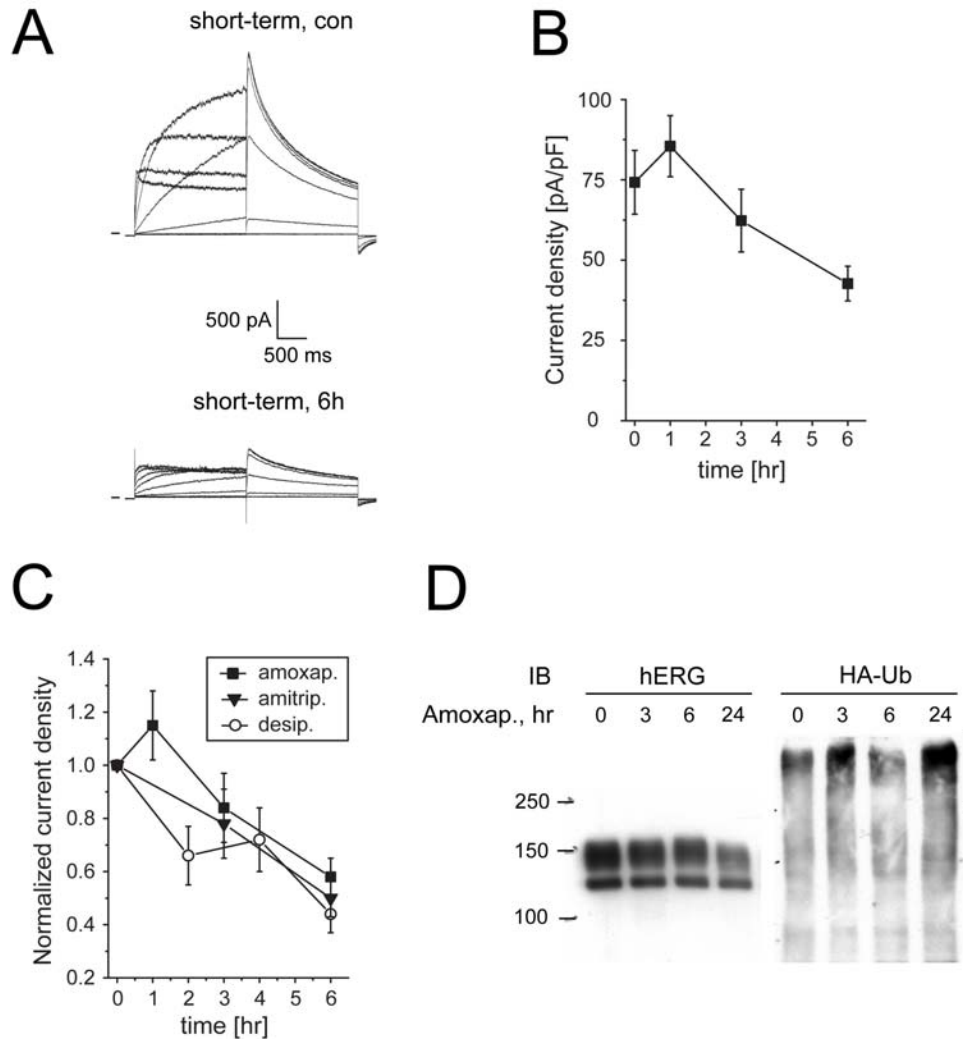 A
short-term, con
500 pA
500 ms
short-term, 6h
B
Current density [pA/pF]
100
75
50
25
0
0 1 2 3 4 5 6
time [hr]
C
Normalized current density
1.4
1.2
1.0
0.8
0.6
0.4
0.2
amoxap.
amitrip.
desip.
0 1 2 3 4 5 6
time [hr]
D
IB hERG HA-Ub
Amoxap., hr 0 3 6 24 0 3 6 24
250
150
100